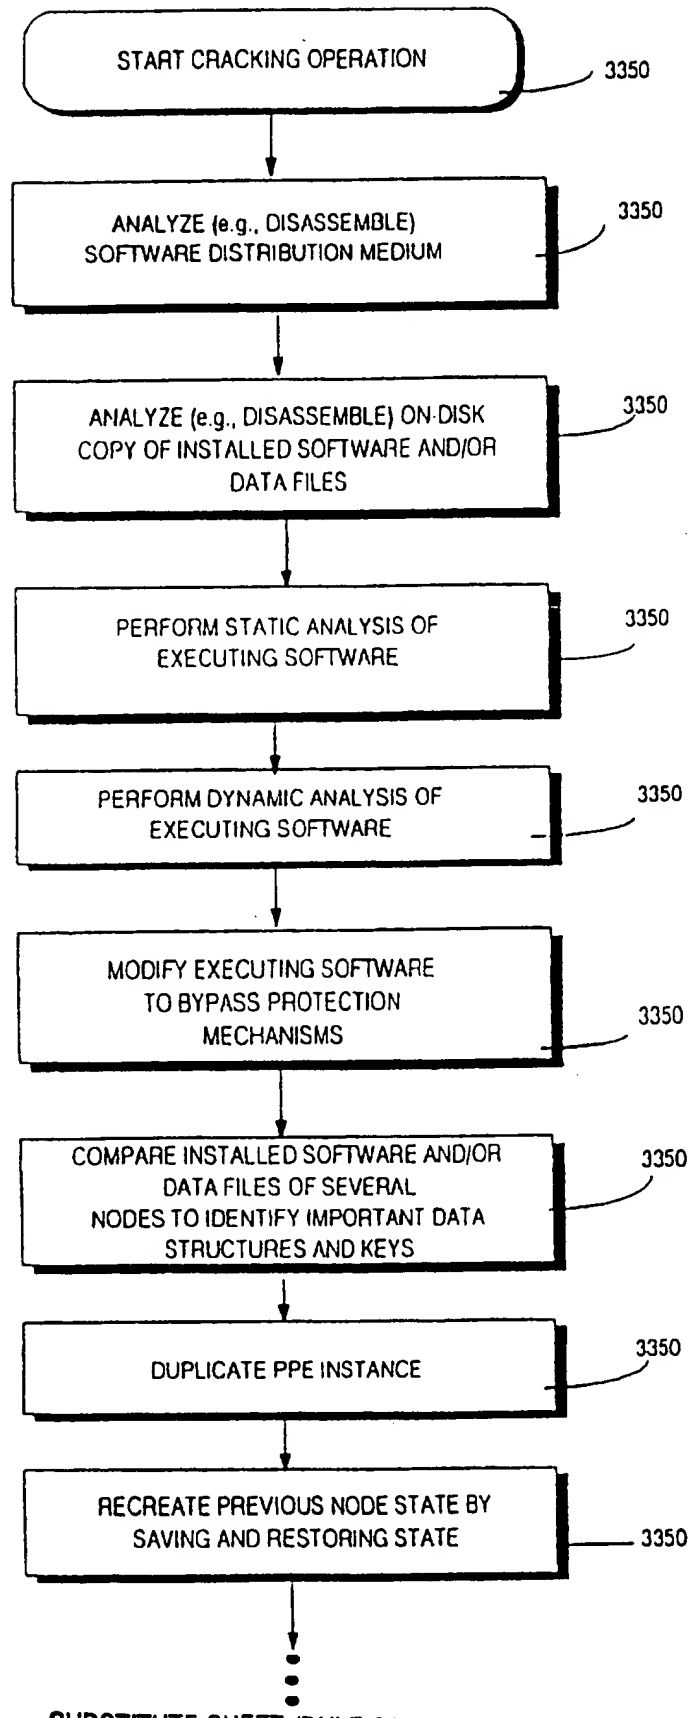 START CRACKING OPERATION
3350
ANALYZE (e.g., DISASSEMBLE)
SOFTWARE DISTRIBUTION MEDIUM
3350
ANALYZE (e.g., DISASSEMBLE) ON-DISK
COPY OF INSTALLED SOFTWARE AND/OR
DATA FILES
3350
PERFORM STATIC ANALYSIS OF
EXECUTING SOFTWARE
3350
PERFORM DYNAMIC ANALYSIS OF
EXECUTING SOFTWARE
3350
MODIFY EXECUTING SOFTWARE
TO BYPASS PROTECTION
MECHANISMS
3350
COMPARE INSTALLED SOFTWARE AND/OR
DATA FILES OF SEVERAL
NODES TO IDENTIFY IMPORTANT DATA
STRUCTURES AND KEYS
3350
DUPLICATE PPE INSTANCE
3350
RECREATE PREVIOUS NODE STATE BY
SAVING AND RESTORING STATE
3350
SUBSTITUTE SHEET